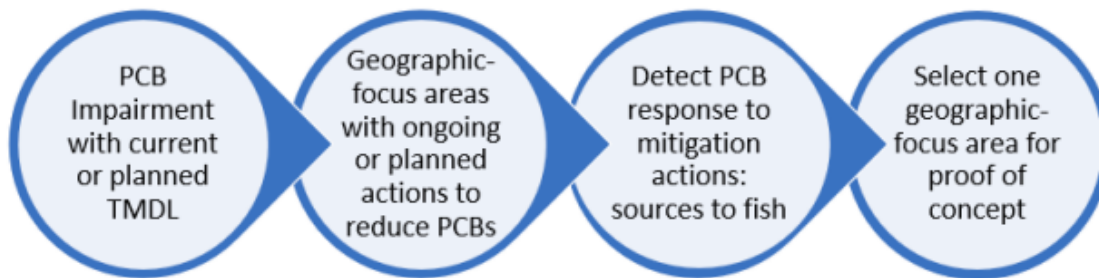 PCB
Impairment
with current
or planned
TMDL
Geographic-
focus areas
with ongoing
or planned
actions to
reduce PCBs
Detect PCB
response to
mitigation
actions:
sources to fish
Select one
geographic-
focus area for
proof of
concept